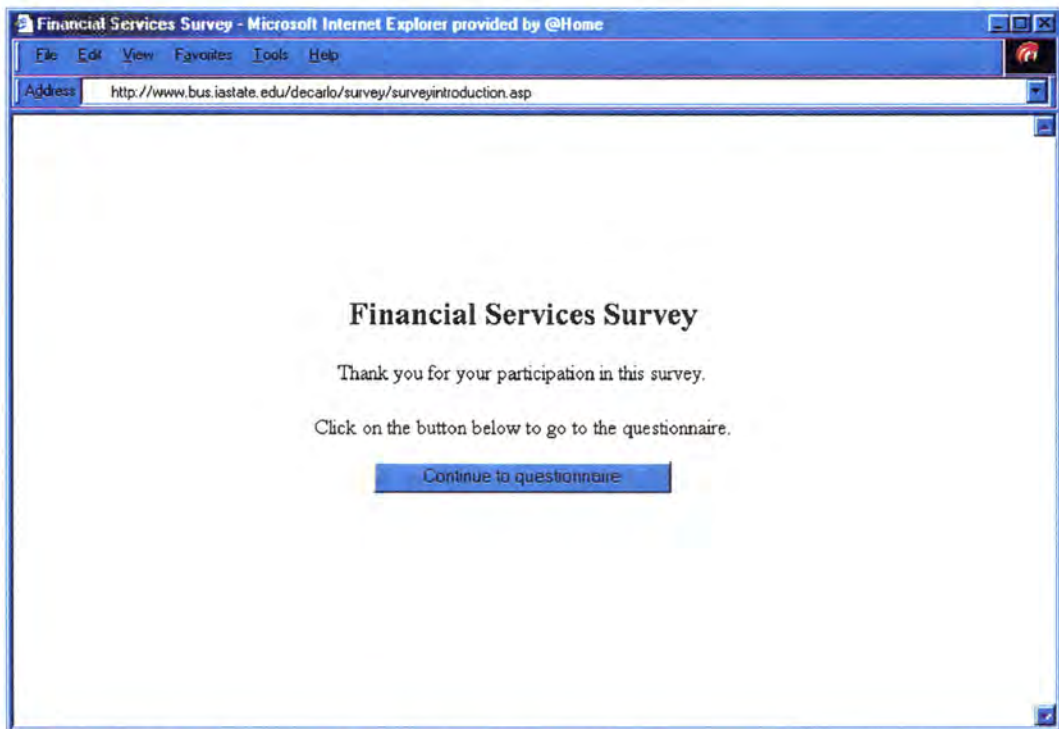 Financial Services Survey - Microsoft Internet Explorer provided by @Home
File Edit View Favorites Tools Help
Address http://www.bus.iastate.edu/decarlo/survey/surveyintroduction.asp
Financial Services Survey
Thank you for your participation in this survey.
Click on the button below to go to the questionnaire.
Continue to questionnaire